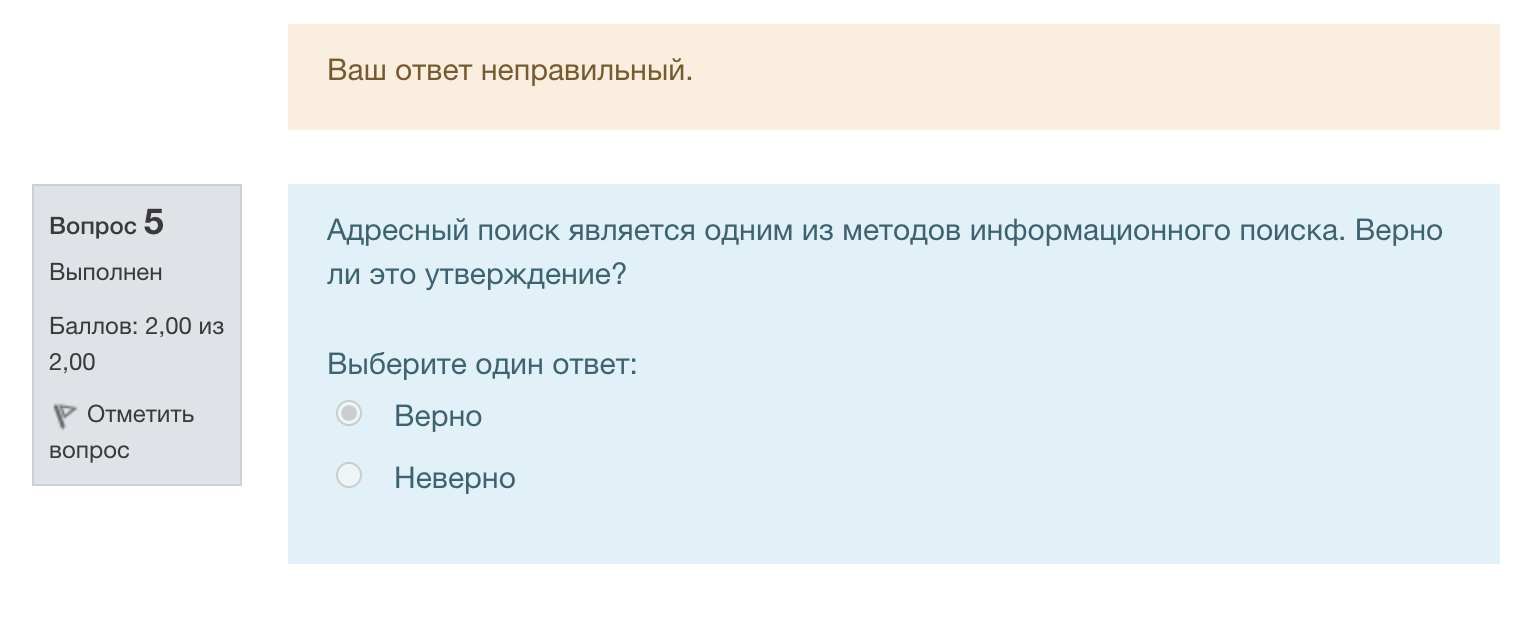 Ваш ответ неправильный.
Вопрос 5
Выполнен
Баллов: 2,00 из
2,00
Отметить
вопрос
Адресный поиск является одним из методов информационного поиска. Верно
ли это утверждение?
Выберите один ответ:
Верно
Неверно